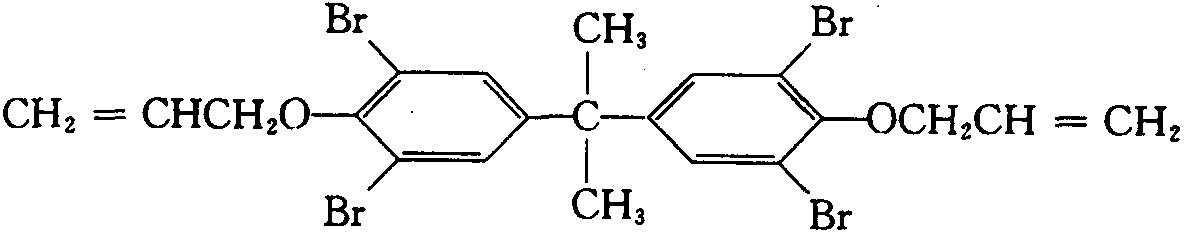 Br CH₃ Br
CH₂ = CHCH₂O C OCH₂CH = CH₂
Br CH₃ Br